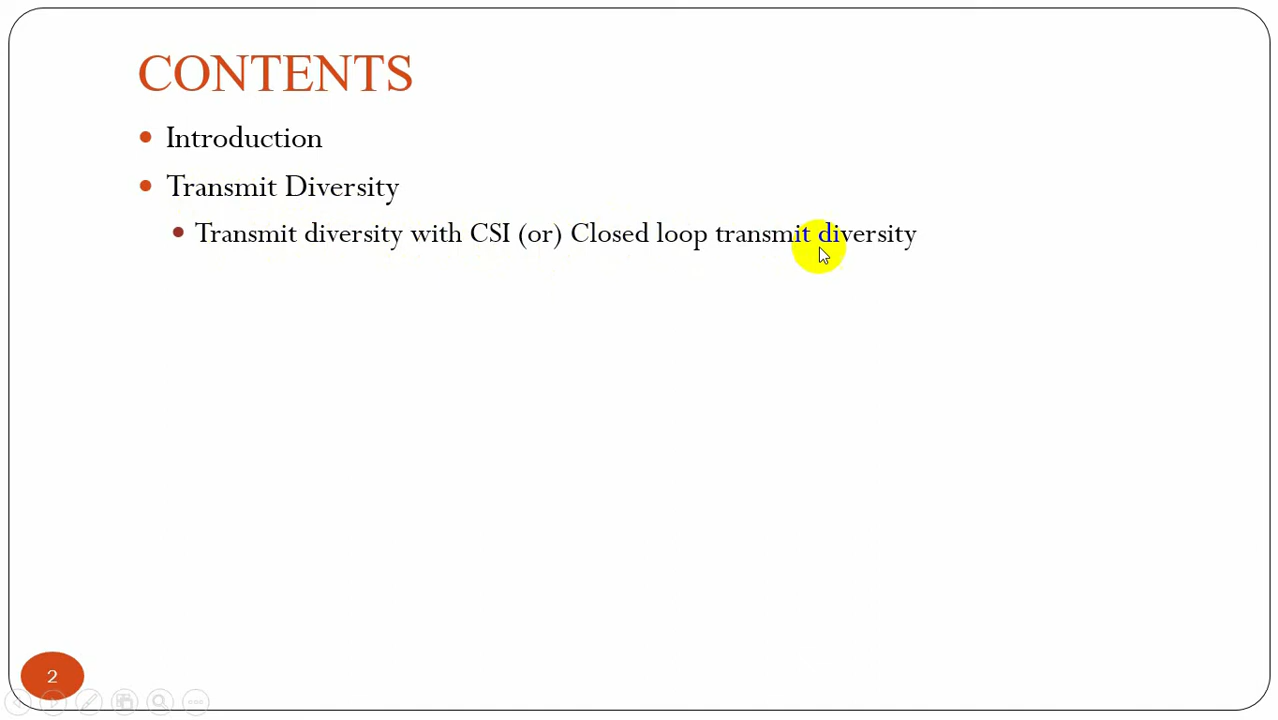 CONTENTS
Introduction
Transmit Diversity
Transmit diversity with CSI (or) Closed loop transmit diversity
2